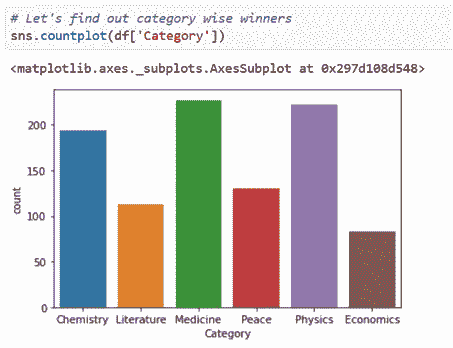 # Let's find out category wise winners
sns.countplot(df['Category'])
<matplotlib.axes._subplots.AxesSubplot at 0x297d108d548>
200
150
100
50
0
count
Chemistry Literature Medicine Peace Physics Economics
Category